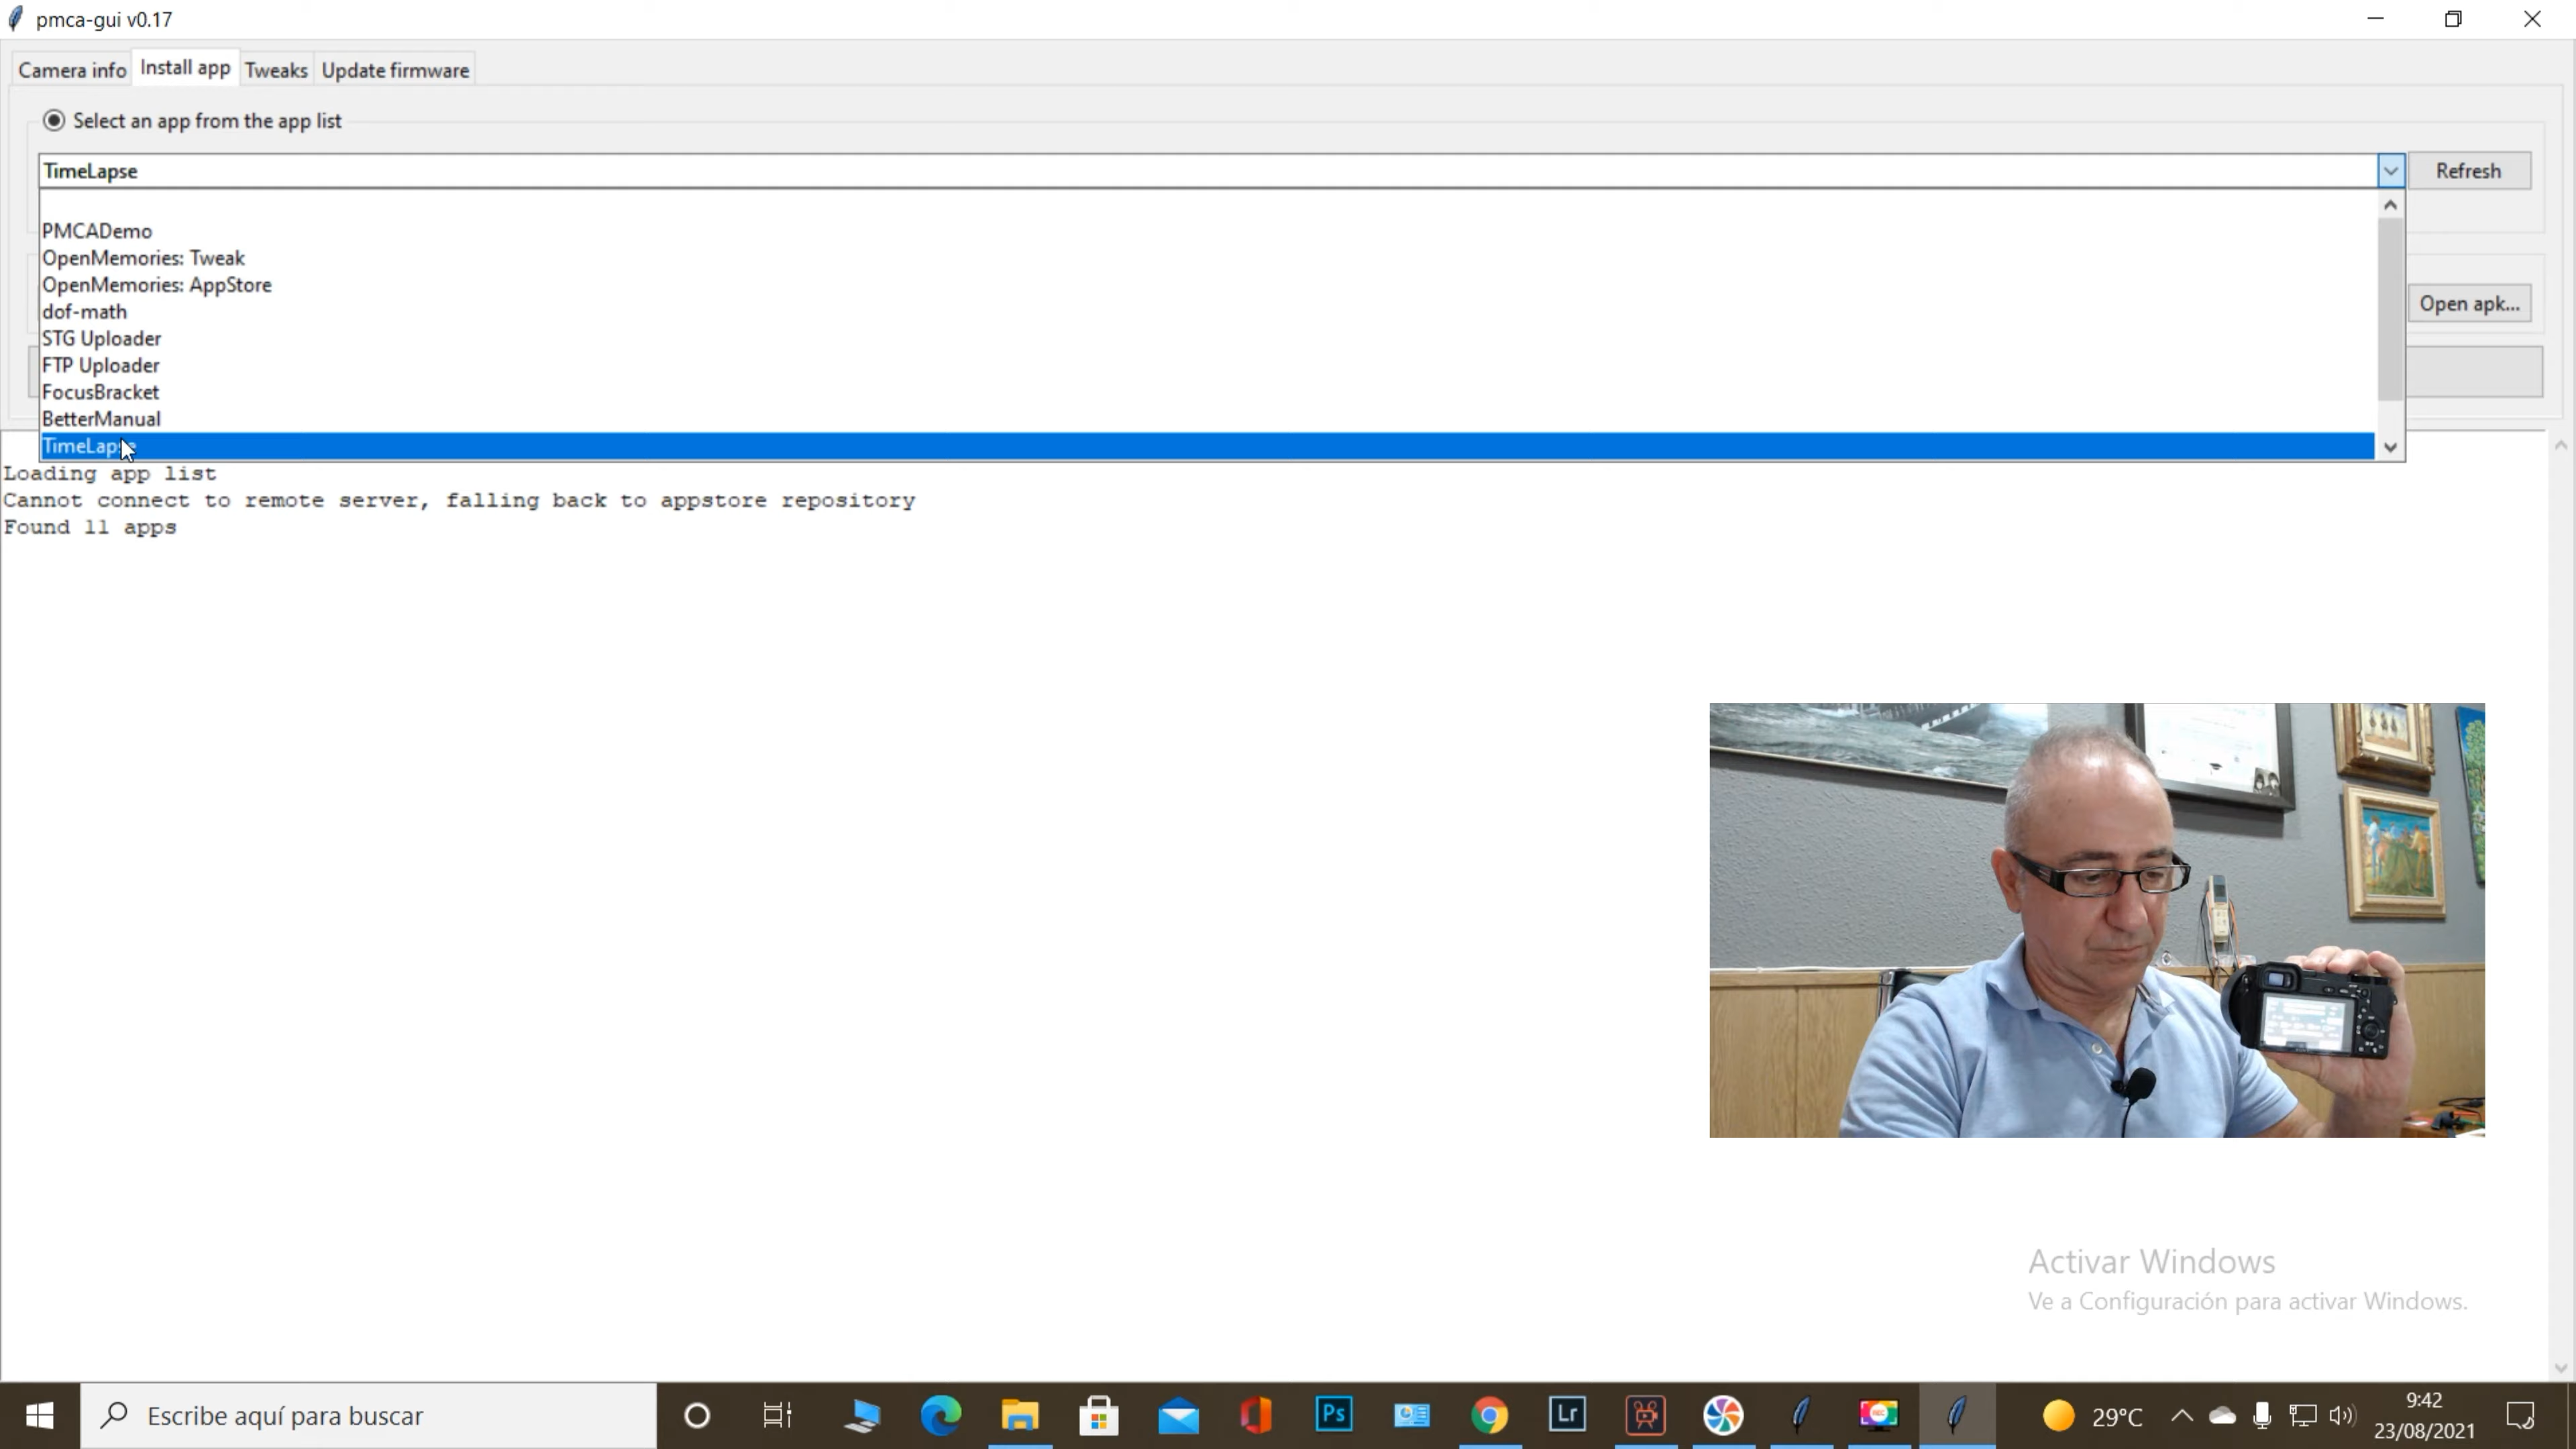 pmca-gui v0.17
Camera info Install app Tweaks Update firmware
Select an app from the app list
TimeLapse
Refresh
PMCADemo
OpenMemories: Tweak
OpenMemories: AppStore
dof-math
STG Uploader
FTP Uploader
FocusBracket
BetterManual
TimeLapse
Open apk...
Loading app list
Cannot connect to remote server, falling back to appstore repository
Found 11 apps
Activar Windows
Ve a Configuración para activar Windows.
Escribe aquí para buscar
Ps
Lr
REC
29°C
9:42
23/08/2021